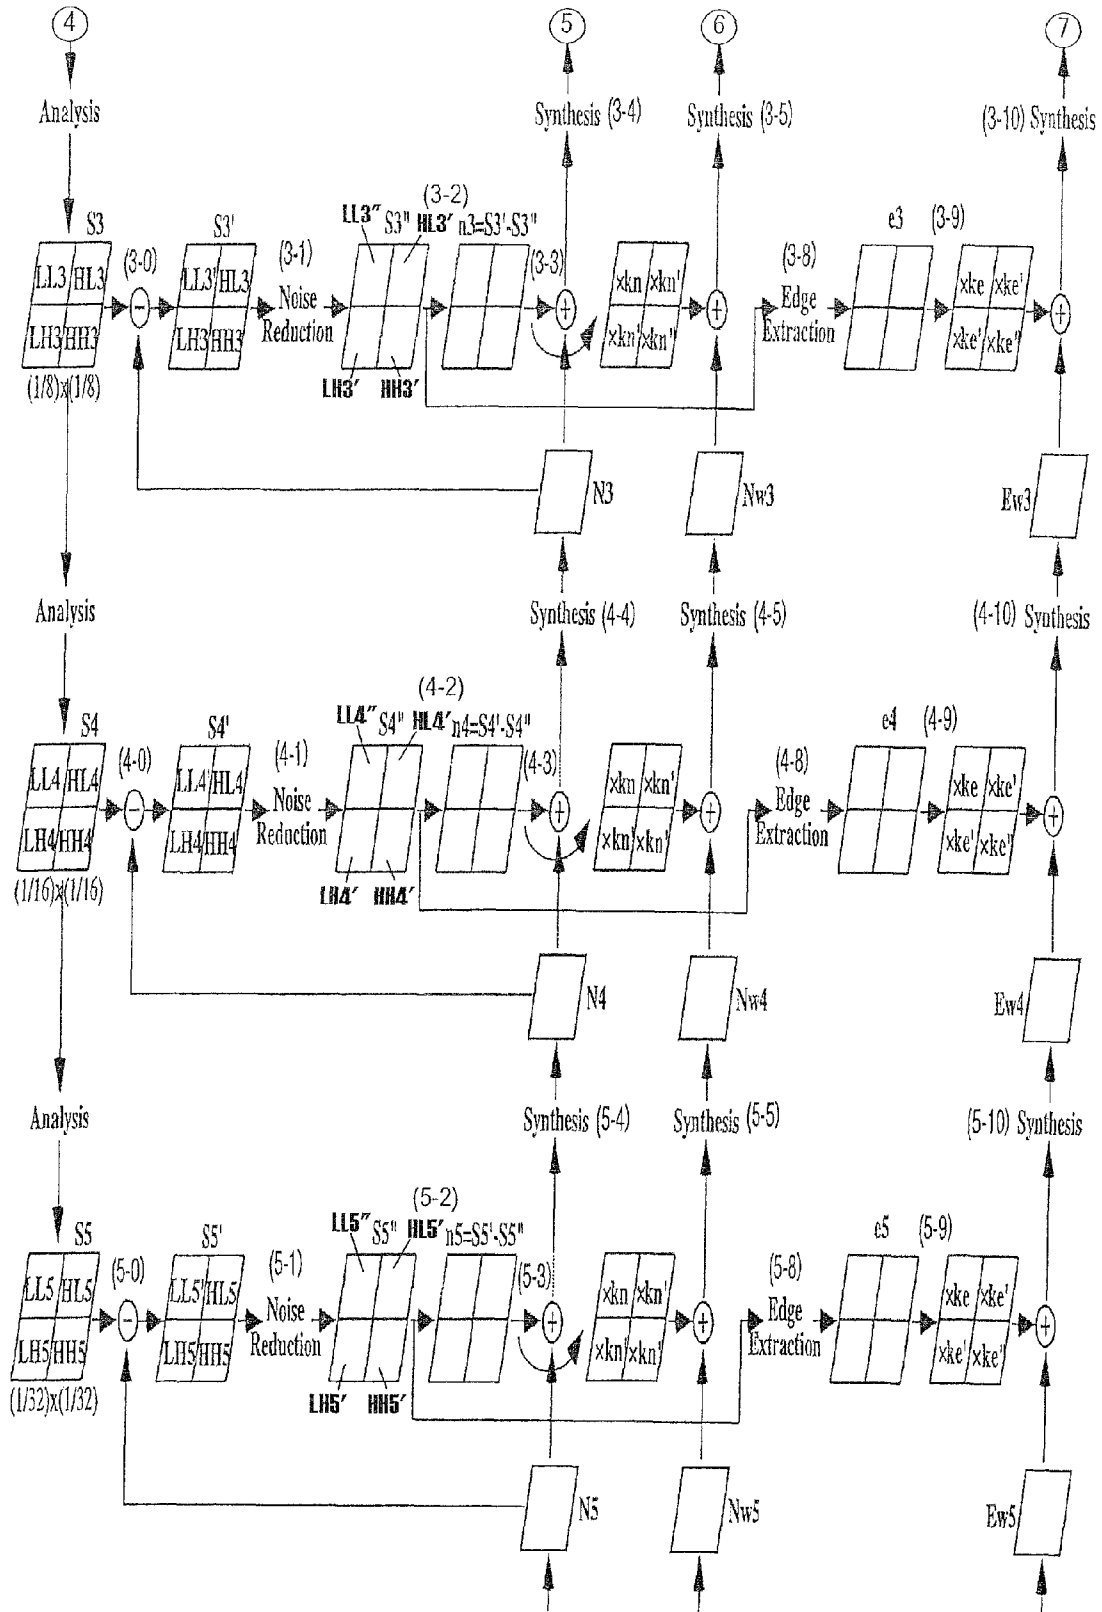 4 5 6 7
Analysis Synthesis (3-4) Synthesis (3-5) (3-10) Synthesis
S3 (3-0) S3' (3-1) LL3" S3" (3-2) HL3' n3=S3'-S3" (3-3) (3-8) e3 (3-9)
LL3 HL3 LL3' HL3 xkn xkn' xke xke'
− Noise Reduction + + Edge Extraction +
LH3 HH3 LH3 HH3 xkn' xkn' xke' xke'
(1/8)x(1/8) LH3' HH3'
N3 Nw3 Ew3
Analysis Synthesis (4-4) Synthesis (4-5) (4-10) Synthesis
S4 (4-0) S4' (4-1) LL4" S4" (4-2) HL4' n4=S4'-S4" (4-3) (4-8) e4 (4-9)
LL4 HL4 LL4' HL4 xkn xkn' xke xke'
− Noise Reduction + + Edge Extraction +
LH4 HH4 LH4 HH4 xkn' xkn' xke' xke'
(1/16)x(1/16) LH4' HH4'
N4 Nw4 Ew4
Analysis Synthesis (5-4) Synthesis (5-5) (5-10) Synthesis
S5 (5-0) S5' (5-1) LL5" S5" (5-2) HL5' n5=S5'-S5" (5-3) (5-8) e5 (5-9)
LL5 HL5 LL5' HL5 xkn xkn' xke xke'
− Noise Reduction + + Edge Extraction +
LH5 HH5 LH5 HH5 xkn' xkn' xke' xke'
(1/32)x(1/32) LH5' HH5'
N5 Nw5 Ew5